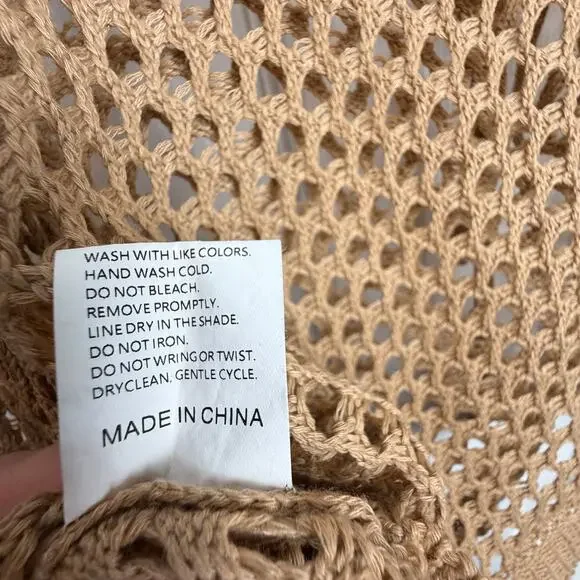 WASH WITH LIKE COLORS.
HAND WASH COLD.
DO NOT BLEACH.
REMOVE PROMPTLY.
LINE DRY IN THE SHADE.
DO NOT IRON.
DO NOT WRING OR TWIST.
DRYCLEAN. GENTLE CYCLE.
MADE IN CHINA